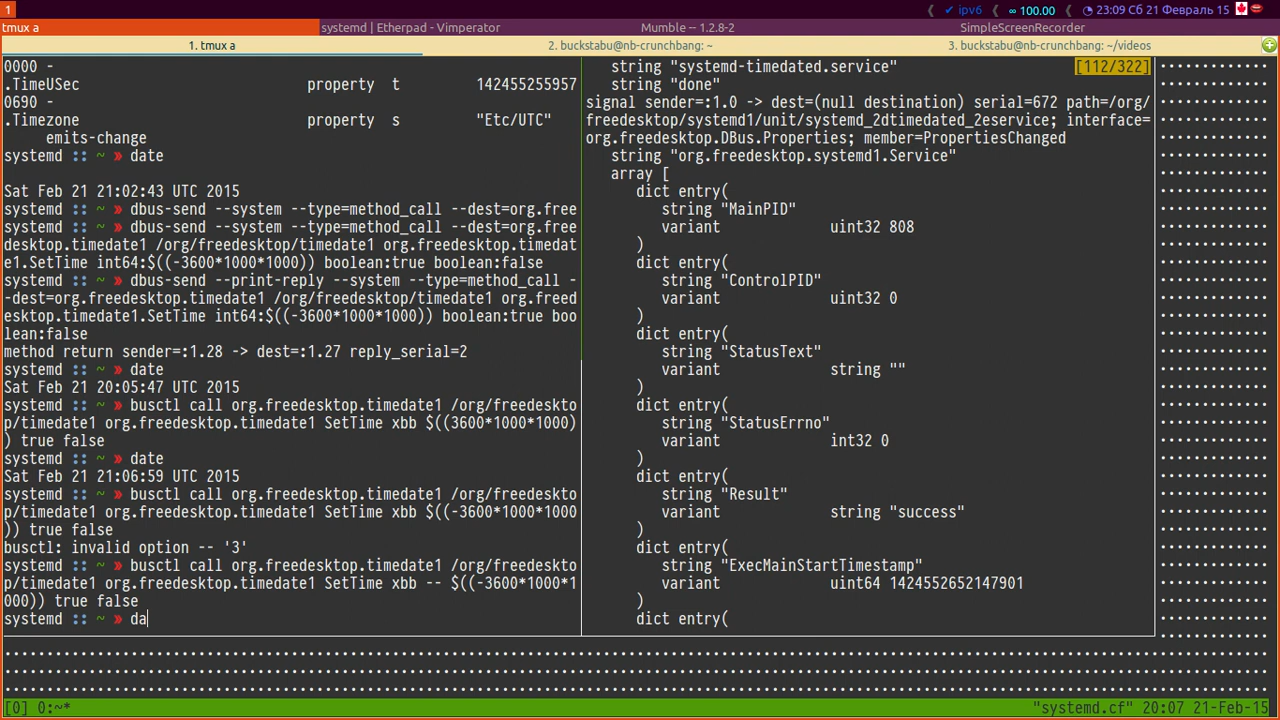 1
✔ ipv6 ∞ 100.00 23:09 Сб 21 Февраль 15
tmux a
systemd | Etherpad - Vimperator
Mumble -- 1.2.8-2
SimpleScreenRecorder
1. tmux a
2. buckstabu@nb-crunchbang: ~
3. buckstabu@nb-crunchbang: ~/videos
0000 -
.TimeUSec property t 142455255957
0690 -
.Timezone property s "Etc/UTC"
emits-change
systemd :: ~ » date
Sat Feb 21 21:02:43 UTC 2015
systemd :: ~ » dbus-send --system --type=method_call --dest=org.free
systemd :: ~ » dbus-send --system --type=method_call --dest=org.free
desktop.timedate1 /org/freedesktop/timedate1 org.freedesktop.timedat
e1.SetTime int64:$((-3600*1000*1000)) boolean:true boolean:false
systemd :: ~ » dbus-send --print-reply --system --type=method_call -
-dest=org.freedesktop.timedate1 /org/freedesktop/timedate1 org.freed
esktop.timedate1.SetTime int64:$((-3600*1000*1000)) boolean:true boo
lean:false
method return sender=:1.28 -> dest=:1.27 reply_serial=2
systemd :: ~ » date
Sat Feb 21 20:05:47 UTC 2015
systemd :: ~ » busctl call org.freedesktop.timedate1 /org/freedeskto
p/timedate1 org.freedesktop.timedate1 SetTime xbb $((3600*1000*1000)
) true false
systemd :: ~ » date
Sat Feb 21 21:06:59 UTC 2015
systemd :: ~ » busctl call org.freedesktop.timedate1 /org/freedeskto
p/timedate1 org.freedesktop.timedate1 SetTime xbb $((-3600*1000*1000
)) true false
busctl: invalid option -- '3'
systemd :: ~ » busctl call org.freedesktop.timedate1 /org/freedeskto
p/timedate1 org.freedesktop.timedate1 SetTime xbb -- $((-3600*1000*1
000)) true false
systemd :: ~ » da
string "systemd-timedated.service"
[112/322]
string "done"
signal sender=:1.0 -> dest=(null destination) serial=672 path=/org/
freedesktop/systemd1/unit/systemd_2dtimedated_2eservice; interface=
org.freedesktop.DBus.Properties; member=PropertiesChanged
string "org.freedesktop.systemd1.Service"
array [
dict entry(
string "MainPID"
variant uint32 808
)
dict entry(
string "ControlPID"
variant uint32 0
)
dict entry(
string "StatusText"
variant string ""
)
dict entry(
string "StatusErrno"
variant int32 0
)
dict entry(
string "Result"
variant string "success"
)
dict entry(
string "ExecMainStartTimestamp"
variant uint64 1424552652147901
)
dict entry(
[0] 0:~* "systemd.cf" 20:07 21-Feb-15